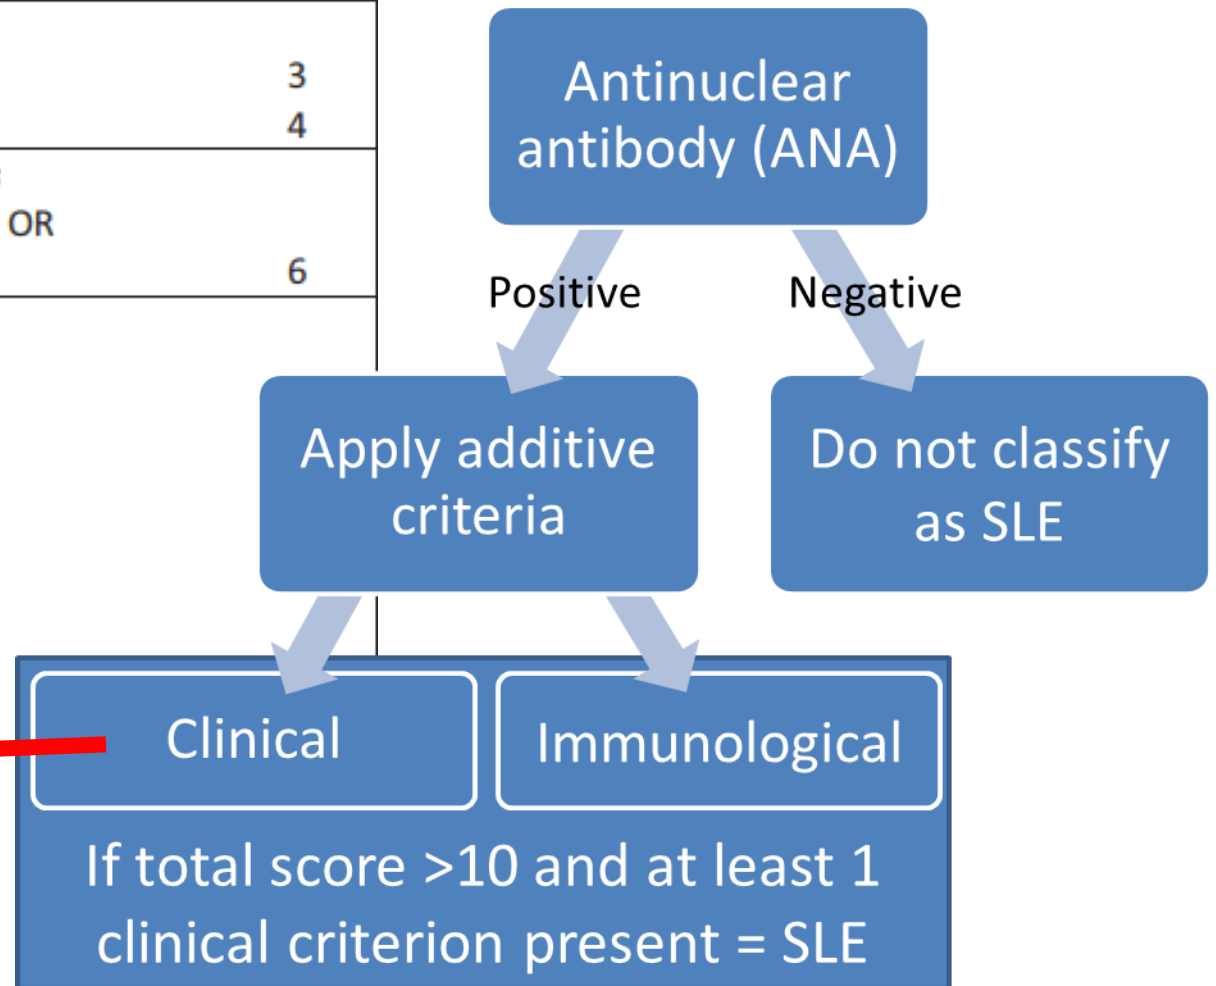 3
4
OR
6
Antinuclear
antibody (ANA)
Positive
Negative
Apply additive
criteria
Do not classify
as SLE
Clinical
Immunological
If total score >10 and at least 1
clinical criterion present = SLE